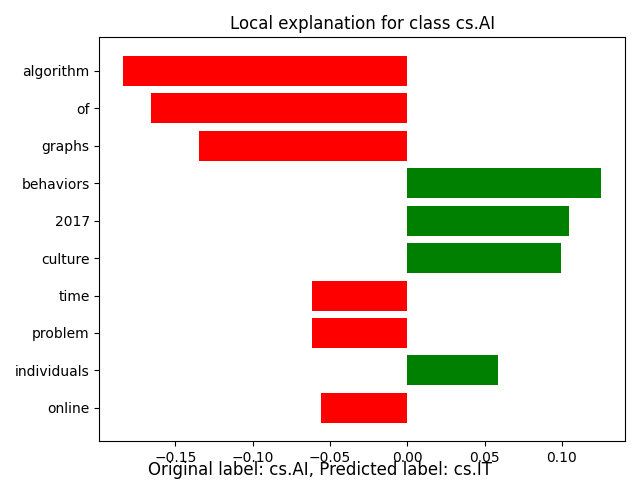 Local explanation for class cs.AI
algorithm
of
graphs
behaviors
2017
culture
time
problem
individuals
online
−0.15 −0.10 −0.05 0.00 0.05 0.10
Original label: cs.AI, Predicted label: cs.IT